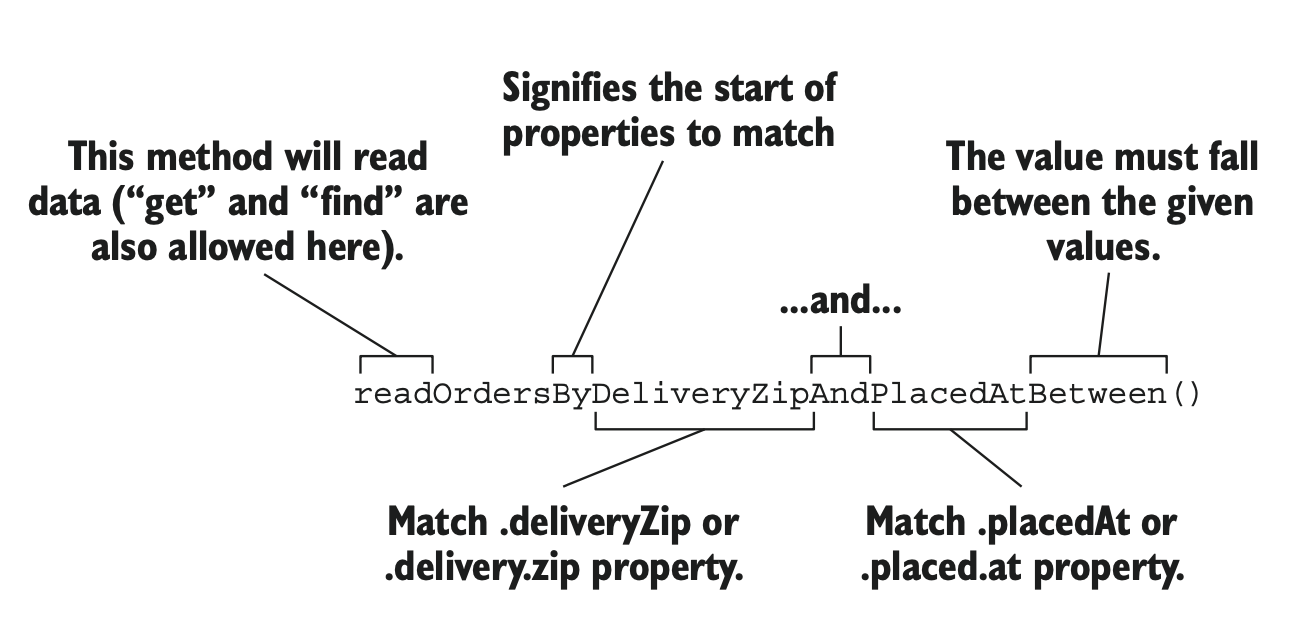 Signifies the start of
properties to match
This method will read
data (“get” and “find” are
also allowed here).
The value must fall
between the given
values.
...and...
readOrdersByDeliveryZipAndPlacedAtBetween()
Match .deliveryZip or
.delivery.zip property.
Match .placedAt or
.placed.at property.